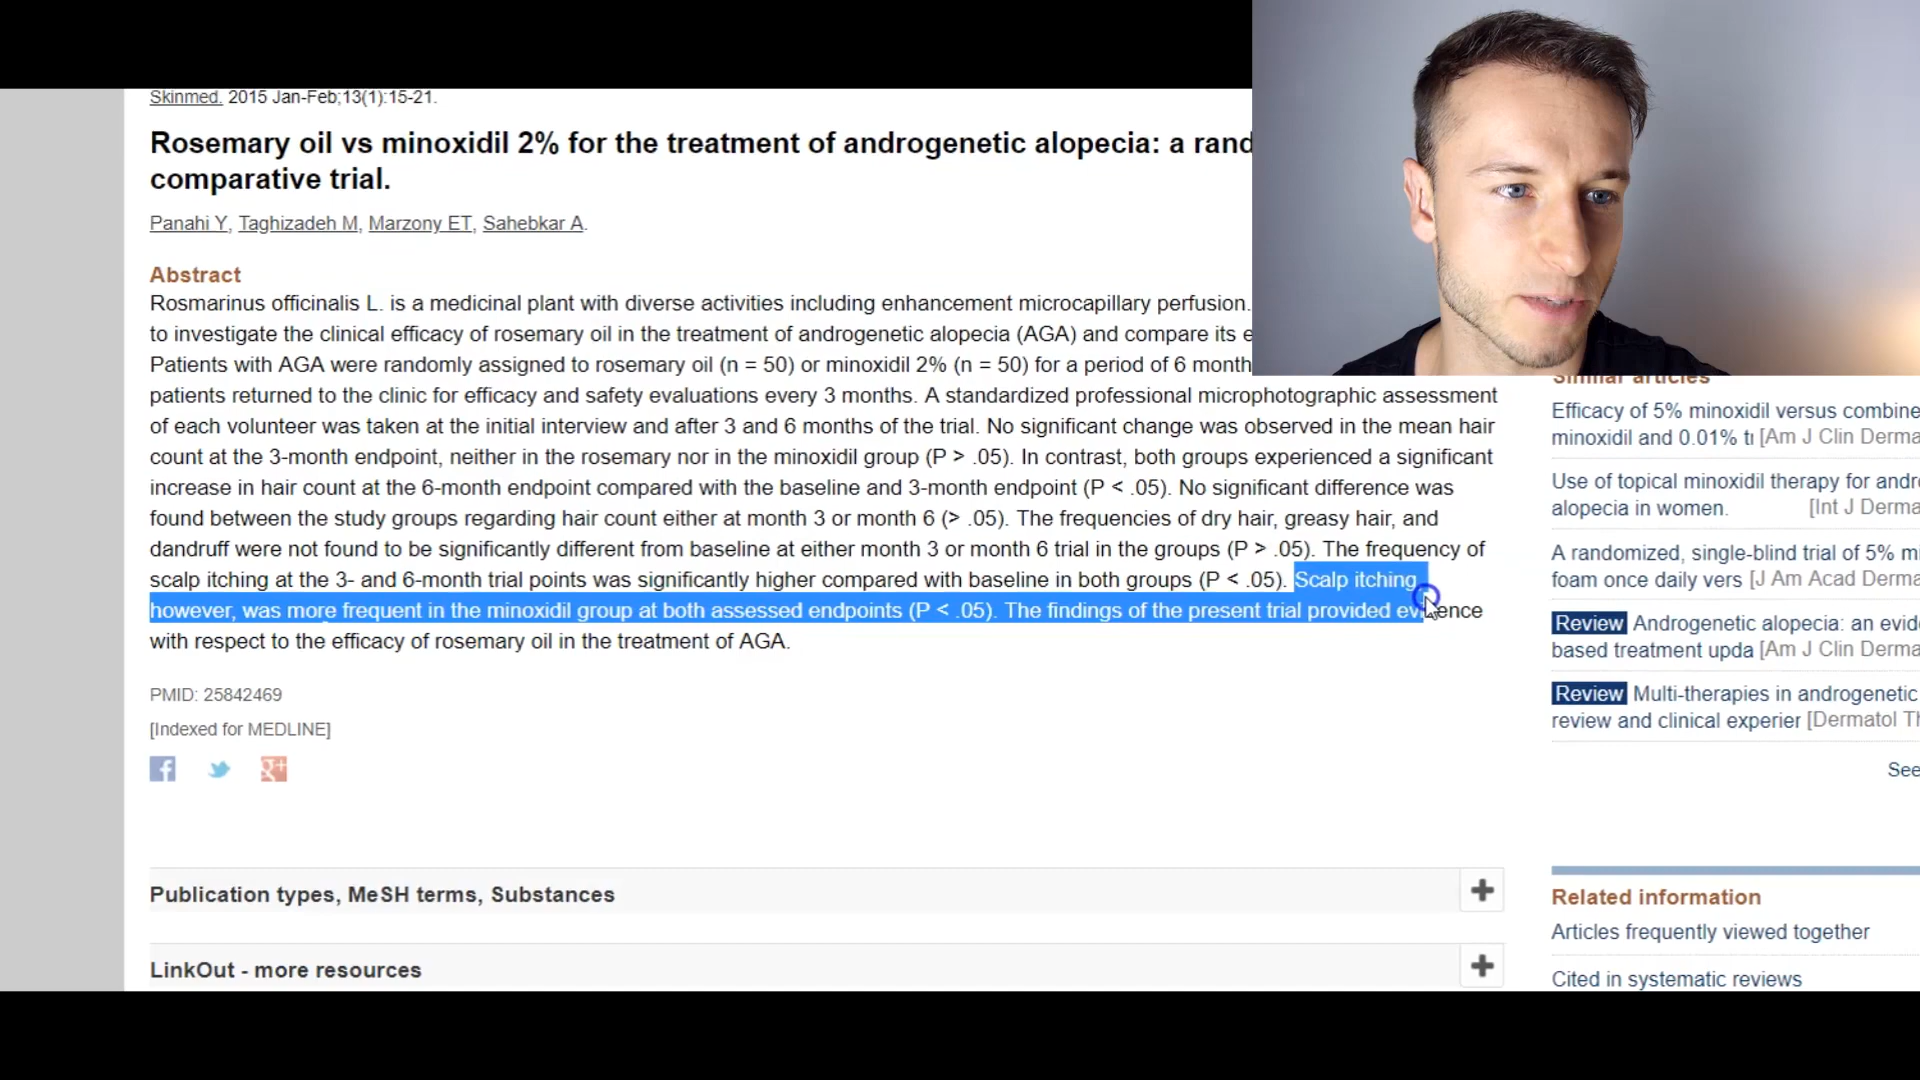 Skinmed. 2015 Jan-Feb;13(1):15-21.
Rosemary oil vs minoxidil 2% for the treatment of androgenetic alopecia: a rand
comparative trial.
Panahi Y, Taghizadeh M, Marzony ET, Sahebkar A.
Abstract
Rosmarinus officinalis L. is a medicinal plant with diverse activities including enhancement microcapillary perfusion.
to investigate the clinical efficacy of rosemary oil in the treatment of androgenetic alopecia (AGA) and compare its e
Patients with AGA were randomly assigned to rosemary oil (n = 50) or minoxidil 2% (n = 50) for a period of 6 month
patients returned to the clinic for efficacy and safety evaluations every 3 months. A standardized professional microphotographic assessment
of each volunteer was taken at the initial interview and after 3 and 6 months of the trial. No significant change was observed in the mean hair
count at the 3-month endpoint, neither in the rosemary nor in the minoxidil group (P > .05). In contrast, both groups experienced a significant
increase in hair count at the 6-month endpoint compared with the baseline and 3-month endpoint (P < .05). No significant difference was
found between the study groups regarding hair count either at month 3 or month 6 (> .05). The frequencies of dry hair, greasy hair, and
dandruff were not found to be significantly different from baseline at either month 3 or month 6 trial in the groups (P > .05). The frequency of
scalp itching at the 3- and 6-month trial points was significantly higher compared with baseline in both groups (P < .05). Scalp itching,
however, was more frequent in the minoxidil group at both assessed endpoints (P < .05). The findings of the present trial provided evidence
with respect to the efficacy of rosemary oil in the treatment of AGA.
PMID: 25842469
[Indexed for MEDLINE]
Publication types, MeSH terms, Substances
LinkOut - more resources
Similar articles
Efficacy of 5% minoxidil versus combine
minoxidil and 0.01% ti [Am J Clin Derma
Use of topical minoxidil therapy for andro
alopecia in women. [Int J Derma
A randomized, single-blind trial of 5% mi
foam once daily vers [J Am Acad Derma
Review Androgenetic alopecia: an evid
based treatment upda [Am J Clin Derma
Review Multi-therapies in androgenetic
review and clinical experier [Dermatol Th
See
Related information
Articles frequently viewed together
Cited in systematic reviews